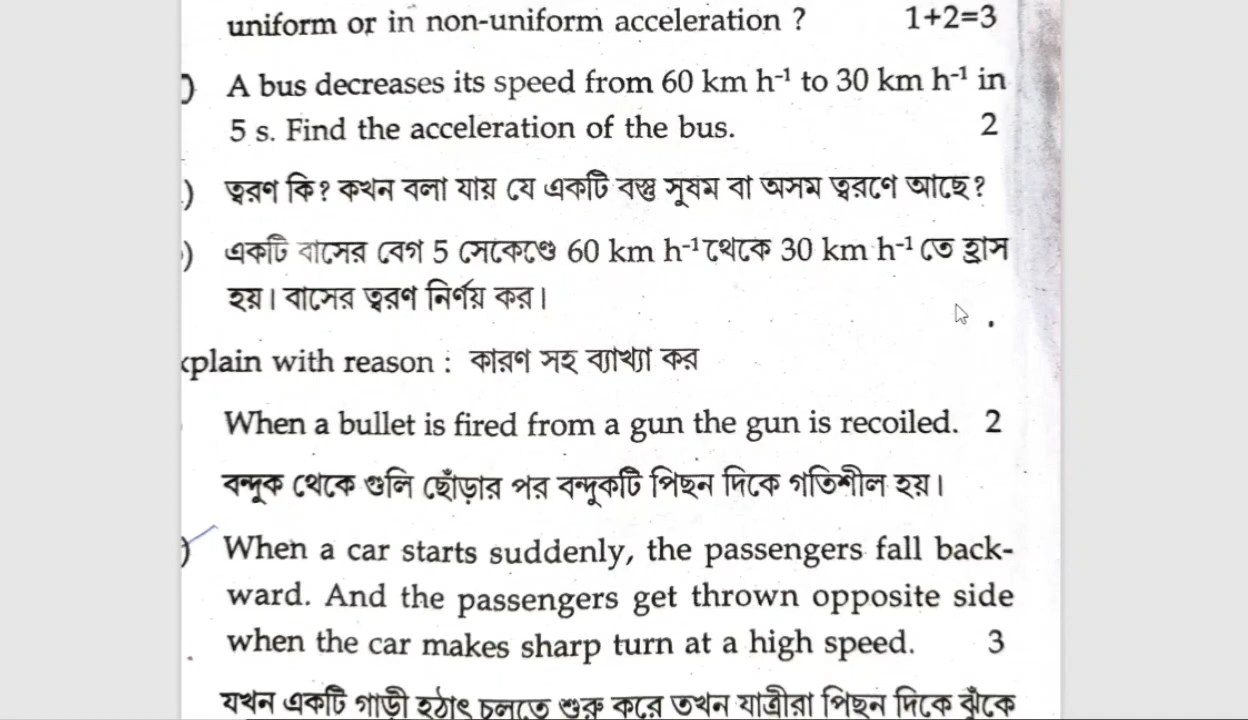 uniform or in non-uniform acceleration ? 1+2=3
) A bus decreases its speed from 60 km h⁻¹ to 30 km h⁻¹ in
5 s. Find the acceleration of the bus. 2
) ত্বরণ কি? কখন বলা যায় যে একটি বস্তু সুষম বা অসম ত্বরণে আছে?
) একটি বাসের বেগ 5 সেকেণ্ডে 60 km h⁻¹ থেকে 30 km h⁻¹ তে হ্রাস
হয়। বাসের ত্বরণ নির্ণয় কর।
xplain with reason : কারণ সহ ব্যাখ্যা কর
When a bullet is fired from a gun the gun is recoiled. 2
বন্দুক থেকে গুলি ছোঁড়ার পর বন্দুকটি পিছন দিকে গতিশীল হয়।
) When a car starts suddenly, the passengers fall back-
ward. And the passengers get thrown opposite side
when the car makes sharp turn at a high speed. 3
যখন একটি গাড়ী হঠাৎ চলতে শুরু করে তখন যাত্রীরা পিছন দিকে ঝুঁকে